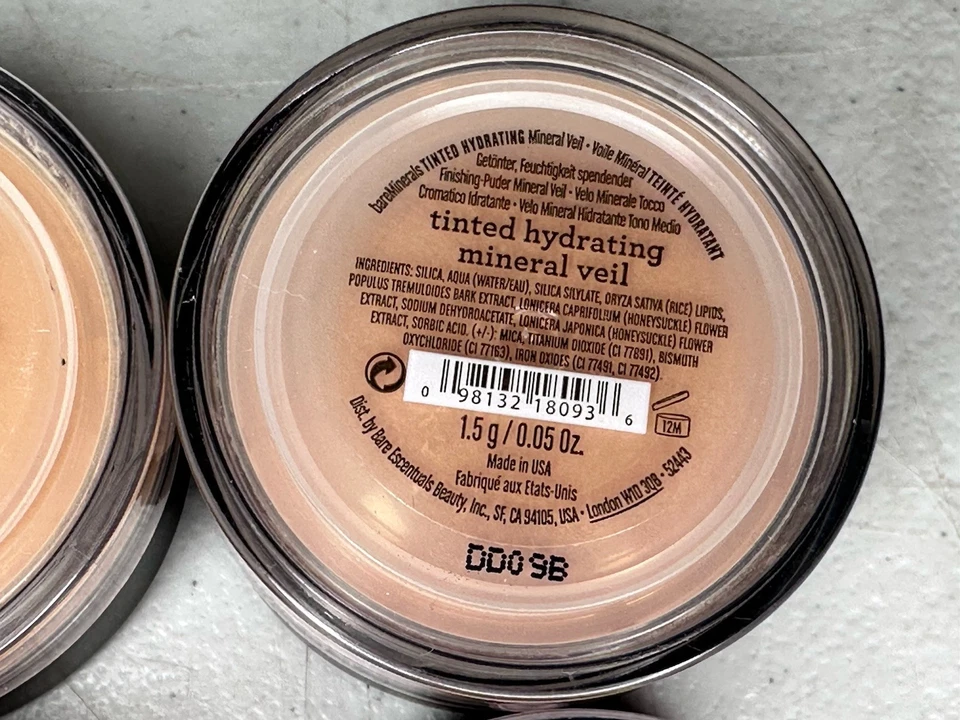 bareMinerals TINTED HYDRATING Mineral Veil • Voile Minéral TEINTÉ HYDRATANT
Getönter, Feuchtigkeit spendender
Finishing-Puder Mineral Veil • Velo Minerale Tocco
Cromatico Idratante • Velo Mineral Hidratante Tono Medio
tinted hydrating
mineral veil
INGREDIENTS: SILICA, AQUA (WATER/EAU), SILICA SILYLATE, ORYZA SATIVA (RICE) LIPIDS,
POPULUS TREMULOIDES BARK EXTRACT, LONICERA CAPRIFOLIUM (HONEYSUCKLE) FLOWER
EXTRACT, SODIUM DEHYDROACETATE, LONICERA JAPONICA (HONEYSUCKLE) FLOWER
EXTRACT, SORBIC ACID. (+/-): MICA, TITANIUM DIOXIDE (CI 77891), BISMUTH
OXYCHLORIDE (CI 77163), IRON OXIDES (CI 77491, CI 77492).
0 98132 18093 6
12M
1.5 g / 0.05 Oz.
Made in USA
Fabriqué aux Etats-Unis
Dist. by Bare Escentuals Beauty, Inc., SF, CA 94105, USA • London W1D 3QB • 52443
DD09B